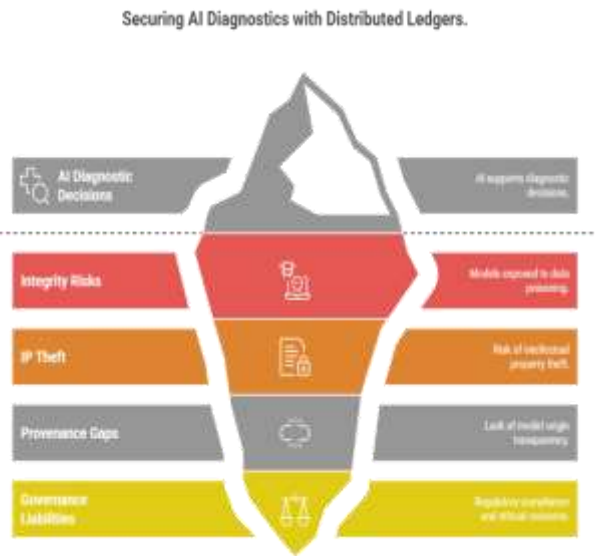 Securing AI Diagnostics with Distributed Ledgers.
AI Diagnostic
Decisions
AI supports diagnostic
decisions.
Integrity Risks
Models exposed to data
poisoning.
IP Theft
Risk of intellectual
property theft.
Provenance Gaps
Lack of model origin
transparency.
Governance
Liabilities
Regulatory compliance
and ethical concerns.